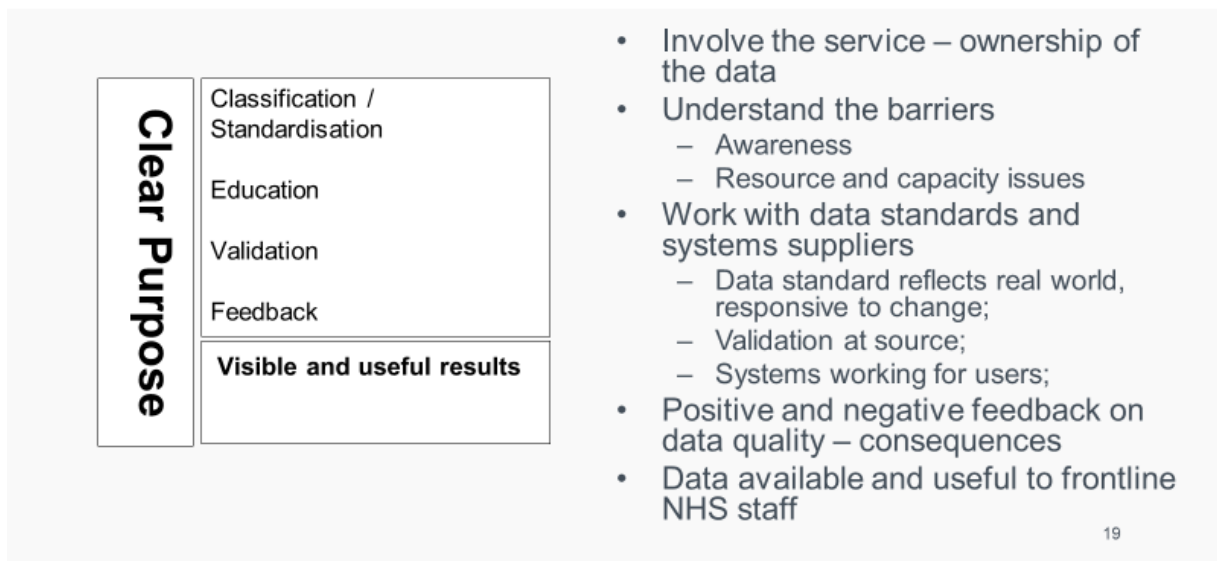 Clear Purpose
Classification /
Standardisation
Education
Validation
Feedback
Visible and useful results
• Involve the service – ownership of
the data
• Understand the barriers
– Awareness
– Resource and capacity issues
• Work with data standards and
systems suppliers
– Data standard reflects real world,
responsive to change;
– Validation at source;
– Systems working for users;
• Positive and negative feedback on
data quality – consequences
• Data available and useful to frontline
NHS staff
19